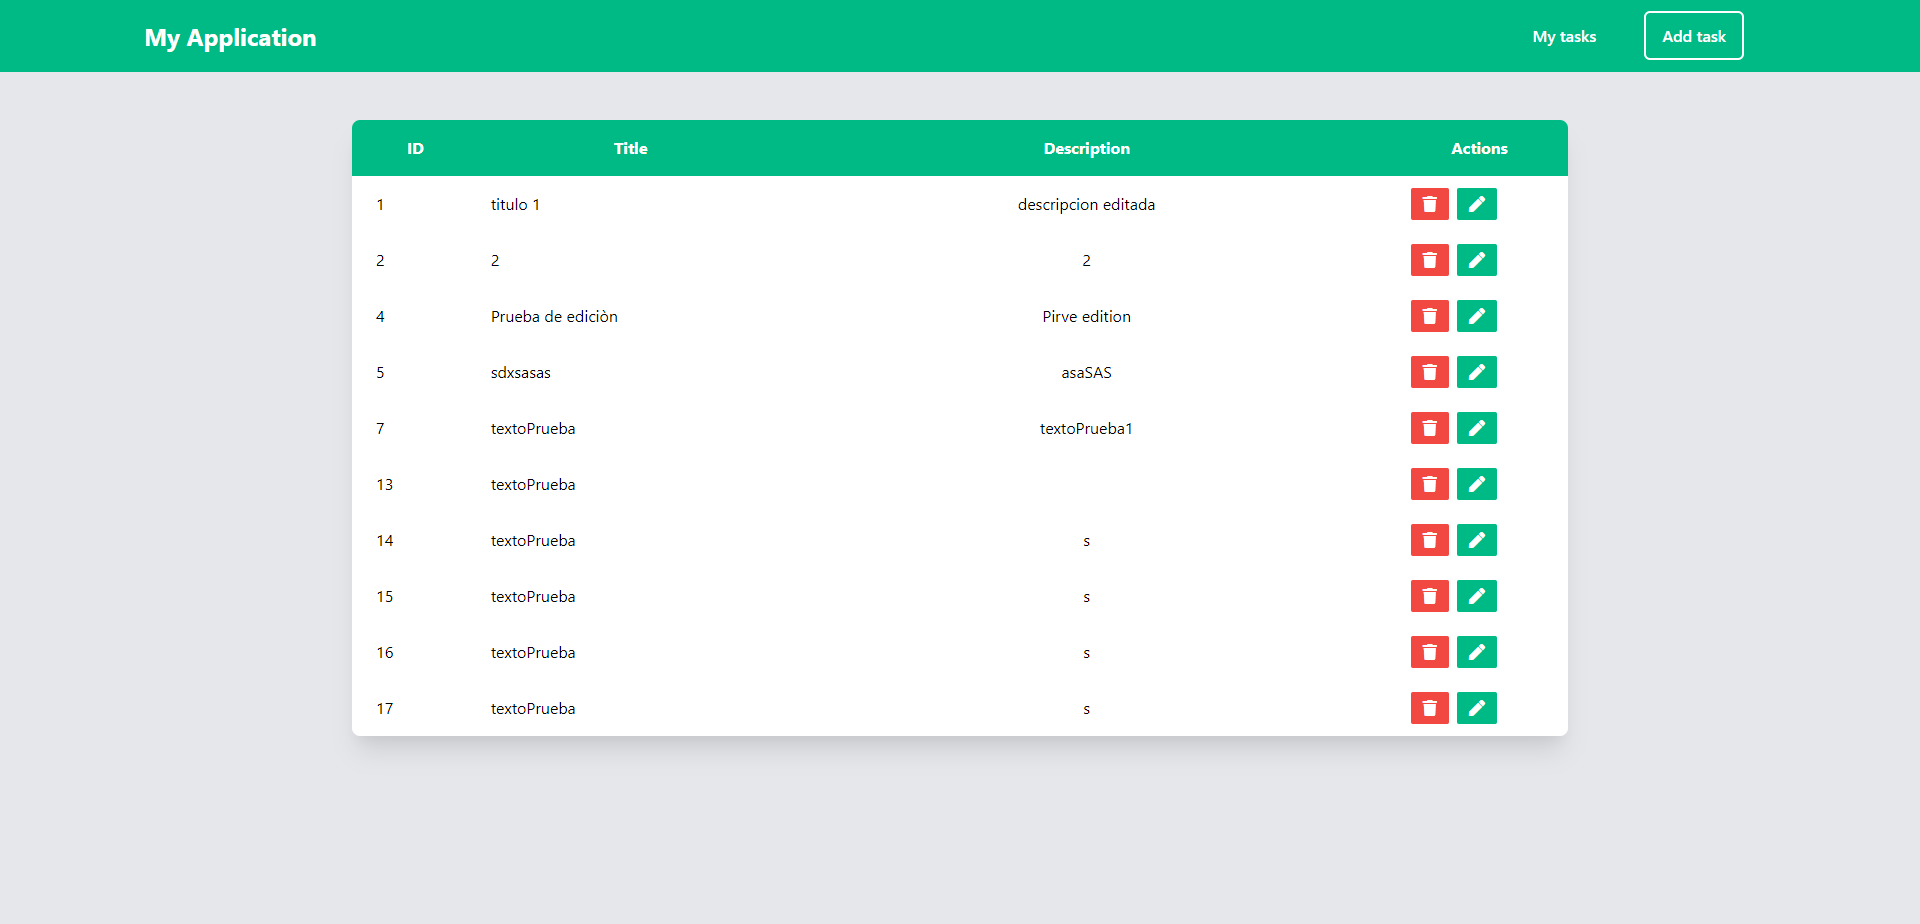 My Application My tasks Add task
ID Title Description Actions
1 titulo 1 descripcion editada
2 2 2
4 Prueba de ediciòn Pirve edition
5 sdxsasas asaSAS
7 textoPrueba textoPrueba1
13 textoPrueba
14 textoPrueba s
15 textoPrueba s
16 textoPrueba s
17 textoPrueba s